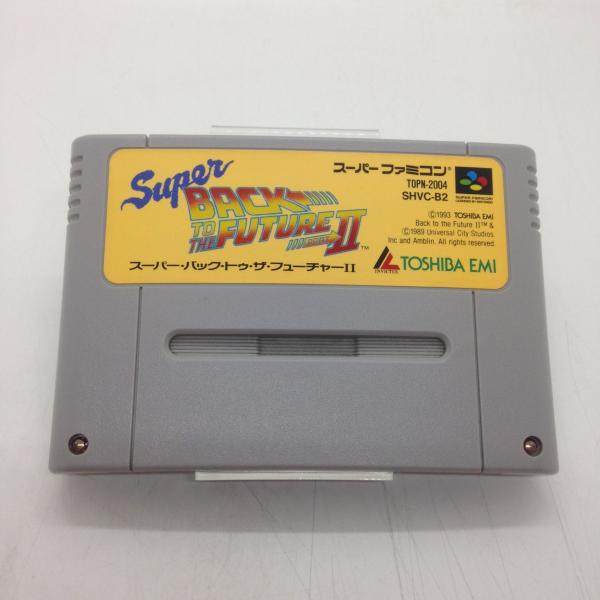 Super
BACK
TO
THE FUTURE
PART II™
スーパー・バック・トゥ・ザ・フューチャーII
スーパーファミコン®
TOPN-2004
SHVC-B2
SUPER FAMICOM
©1993 TOSHIBA EMI
Back to the Future II™ &
©1989 Universal City Studios.
Inc and Amblin. All rights reserved.
INVICTUS
TOSHIBA EMI